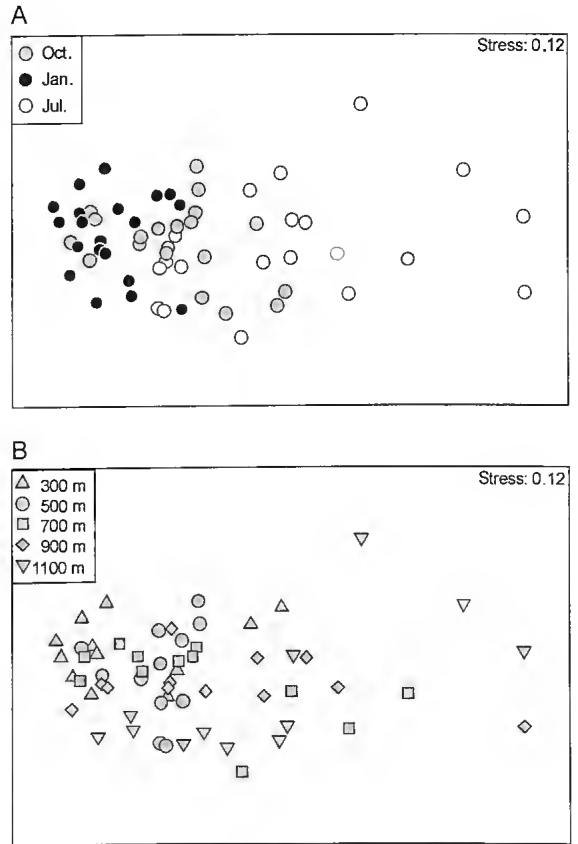 A
Stress: 0.12
Oct.
Jan.
Jul.
B
Stress: 0.12
300 m
500 m
700 m
900 m
1100 m